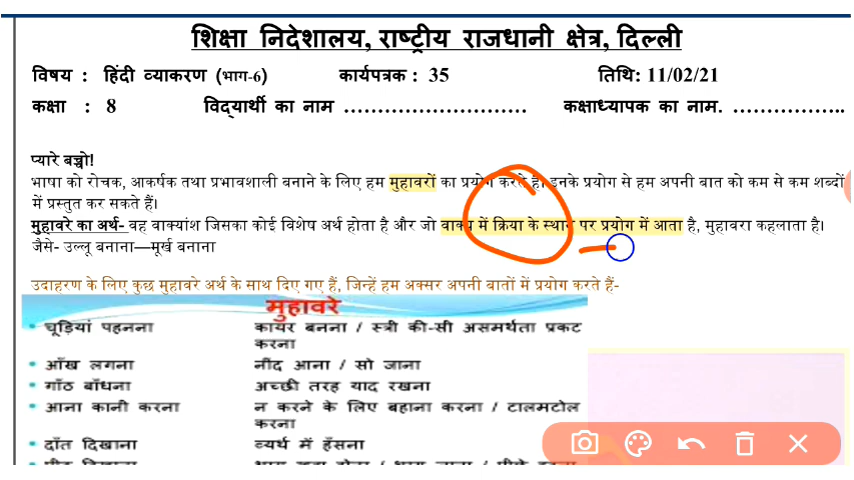 शिक्षा निदेशालय, राष्ट्रीय राजधानी क्षेत्र, दिल्ली
विषय : हिंदी व्याकरण (भाग-6) कार्यपत्रक : 35 तिथि: 11/02/21
कक्षा : 8 विद्यार्थी का नाम ........................... कक्षाध्यापक का नाम. .................
प्यारे बच्चो!
भाषा को रोचक, आकर्षक तथा प्रभावशाली बनाने के लिए हम मुहावरों का प्रयोग करते हैं। इनके प्रयोग से हम अपनी बात को कम से कम शब्दों
में प्रस्तुत कर सकते हैं।
मुहावरे का अर्थ- वह वाक्यांश जिसका कोई विशेष अर्थ होता है और जो वाक्य में क्रिया के स्थान पर प्रयोग में आता है, मुहावरा कहलाता है।
जैसे- उल्लू बनाना—मूर्ख बनाना
उदाहरण के लिए कुछ मुहावरे अर्थ के साथ दिए गए हैं, जिन्हें हम अक्सर अपनी बातों में प्रयोग करते हैं-
मुहावरे
चूड़ियां पहनना कायर बनना / स्त्री की-सी असमर्थता प्रकट
करना
आँख लगना नींद आना / सो जाना
गाँठ बाँधना अच्छी तरह याद रखना
आना कानी करना न करने के लिए बहाना करना / टालमटोल
करना
दाँत दिखाना व्यर्थ में हँसना